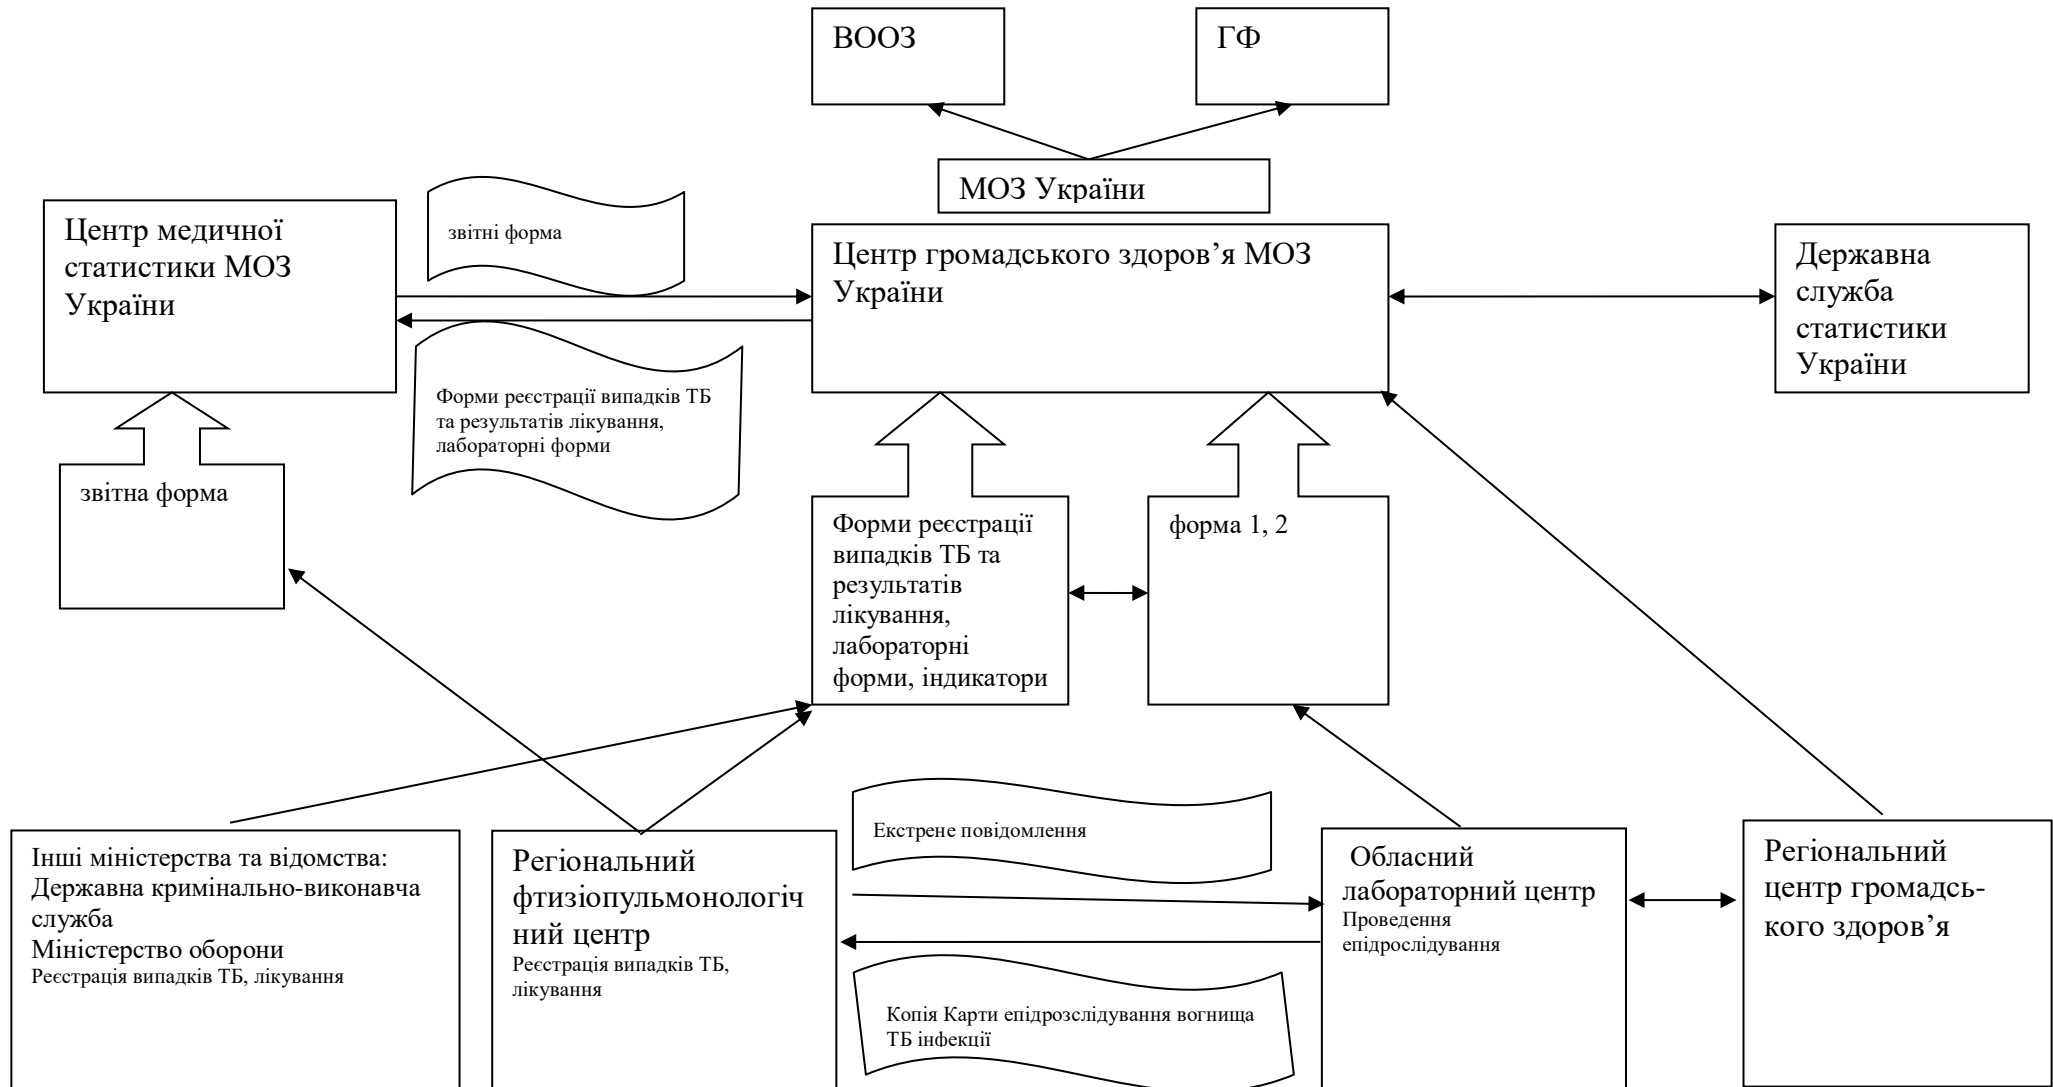 ВООЗ
ГФ
МОЗ України
Центр медичної
статистики МОЗ
України
звітні форма
Центр громадського здоров’я МОЗ
України
Державна
служба
статистики
України
Форми реєстрації випадків ТБ
та результатів лікування,
лабораторні форми
звітна форма
Форми реєстрації
випадків ТБ та
результатів
лікування,
лабораторні
форми, індикатори
форма 1, 2
Інші міністерства та відомства:
Державна кримінально-виконавча
служба
Міністерство оборони
Реєстрація випадків ТБ, лікування
Регіональний
фтизіопульмонологіч
ний центр
Реєстрація випадків ТБ,
лікування
Екстрене повідомлення
Копія Карти епідрозслідування вогнища
ТБ інфекції
Обласний
лабораторний центр
Проведення
епідрослідування
Регіональний
центр громадсь-
кого здоров’я